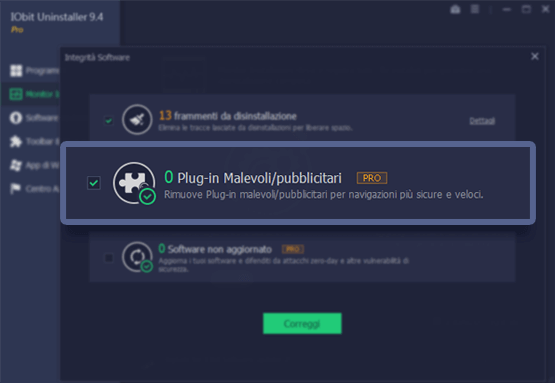 IObit Uninstaller 9.4
Pro
Integrità Software
Programmi
Monitor I
Software
Toolbar
App di W
Centro A
13 frammenti da disinstallazione
Elimina le tracce lasciate da disinstallazioni per liberare spazio.
Dettagli
0 Plug-in Malevoli/pubblicitari PRO
Rimuove Plug-in malevoli/pubblicitari per navigazioni più sicure e veloci.
0 Software non aggiornato PRO
Aggiorna i tuoi software e difenditi da attacchi zero-day e altre vulnerabilità di
sicurezza.
Correggi